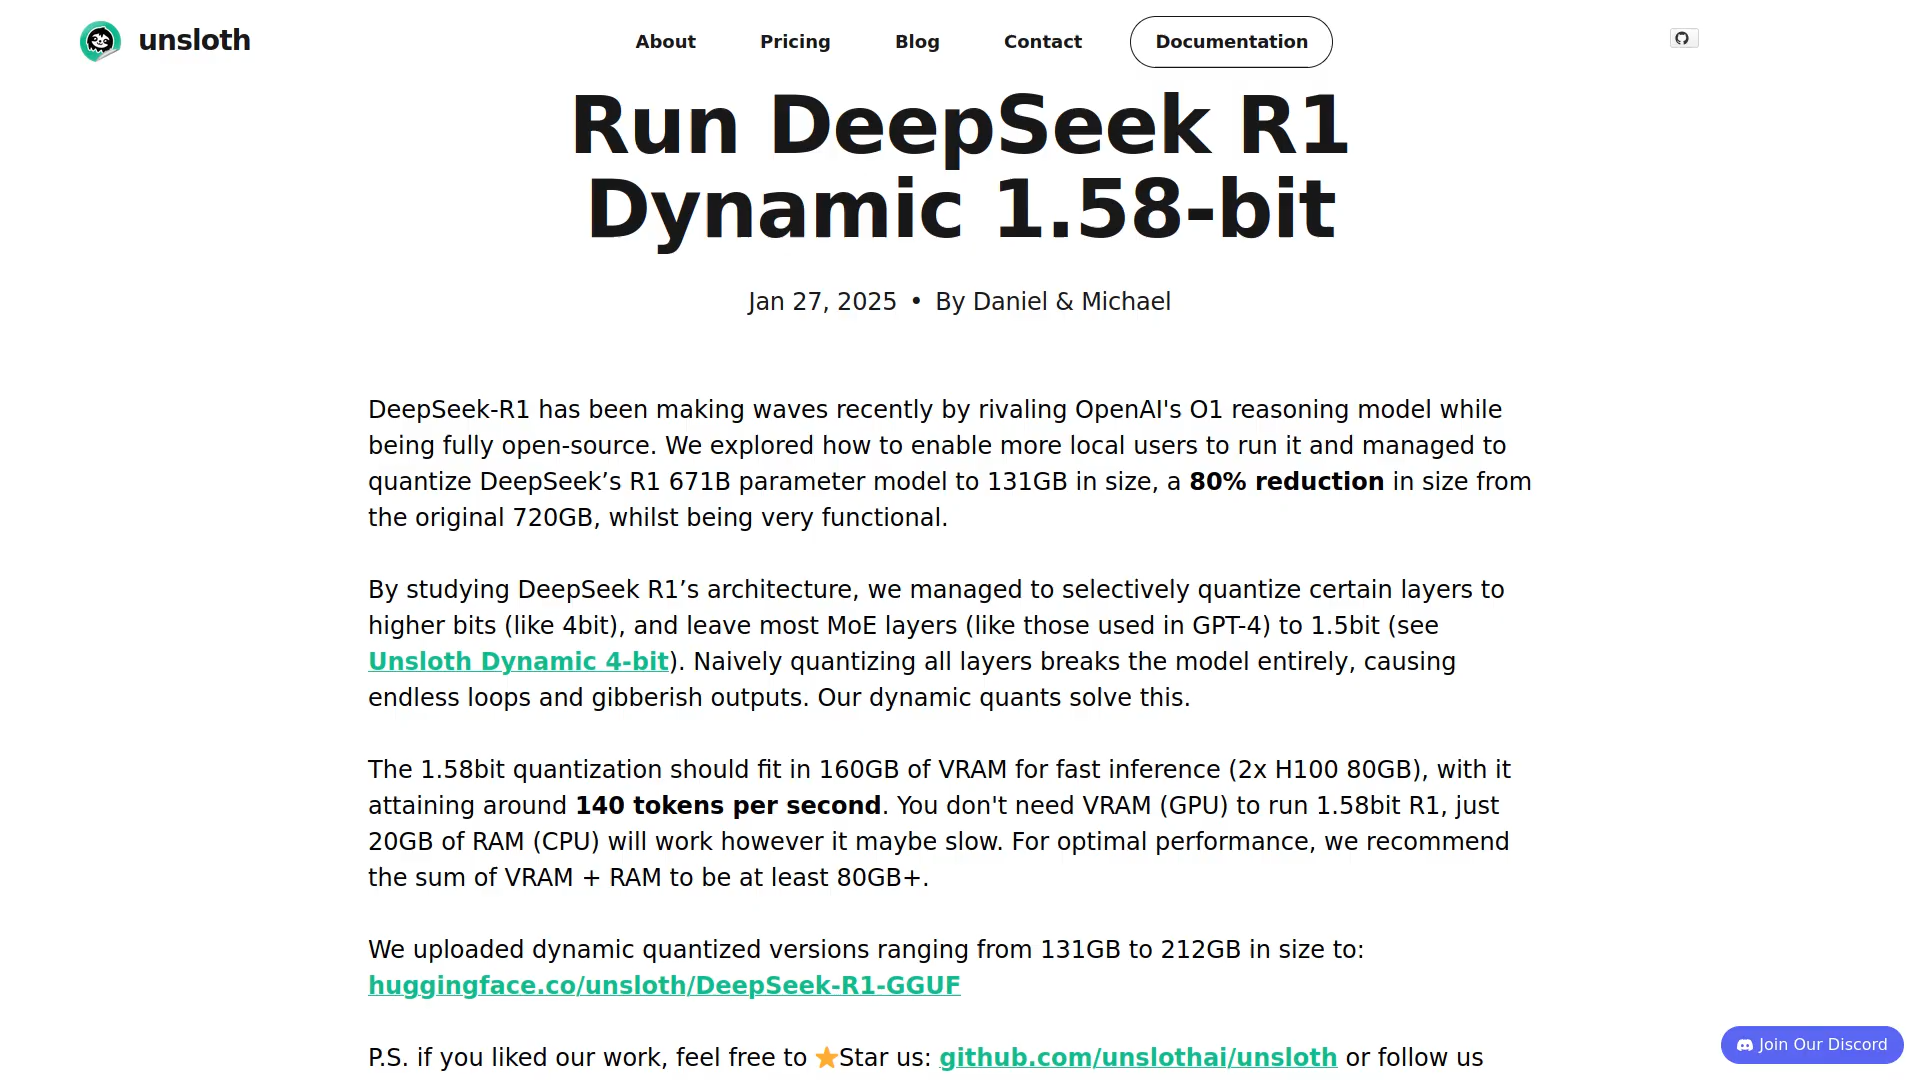 unsloth
About
Pricing
Blog
Contact
Documentation
Run DeepSeek R1
Dynamic 1.58-bit
Jan 27, 2025 • By Daniel & Michael
DeepSeek-R1 has been making waves recently by rivaling OpenAI's O1 reasoning model while
being fully open-source. We explored how to enable more local users to run it and managed to
quantize DeepSeek’s R1 671B parameter model to 131GB in size, a 80% reduction in size from
the original 720GB, whilst being very functional.
By studying DeepSeek R1’s architecture, we managed to selectively quantize certain layers to
higher bits (like 4bit), and leave most MoE layers (like those used in GPT-4) to 1.5bit (see
Unsloth Dynamic 4-bit). Naively quantizing all layers breaks the model entirely, causing
endless loops and gibberish outputs. Our dynamic quants solve this.
The 1.58bit quantization should fit in 160GB of VRAM for fast inference (2x H100 80GB), with it
attaining around 140 tokens per second. You don't need VRAM (GPU) to run 1.58bit R1, just
20GB of RAM (CPU) will work however it maybe slow. For optimal performance, we recommend
the sum of VRAM + RAM to be at least 80GB+.
We uploaded dynamic quantized versions ranging from 131GB to 212GB in size to:
huggingface.co/unsloth/DeepSeek-R1-GGUF
P.S. if you liked our work, feel free to ⭐Star us: github.com/unslothai/unsloth or follow us
Join Our Discord